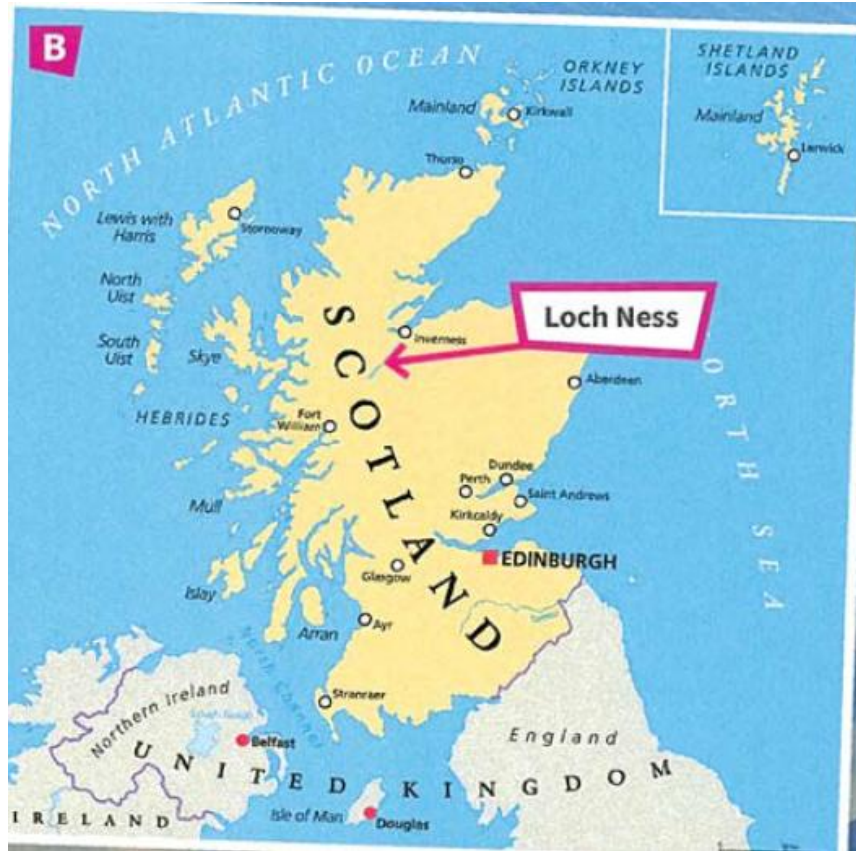 B
NORTH ATLANTIC OCEAN
ORKNEY
ISLANDS
SHETLAND
ISLANDS
Mainland
Kirkwall
Mainland
Lerwick
Thurso
Lewis with
Harris
Stornoway
North
Uist
South
Uist
Skye
HEBRIDES
Inverness
Loch Ness
Aberdeen
ORTH SEA
SCOTLAND
Fort
William
Mull
Dundee
Perth
Saint Andrews
Kirkcaldy
EDINBURGH
Glasgow
Islay
Arran
Ayr
North Channel
Stranraer
Northern Ireland
Belfast
England
UNITED KINGDOM
IRELAND
Isle of Man
Douglas